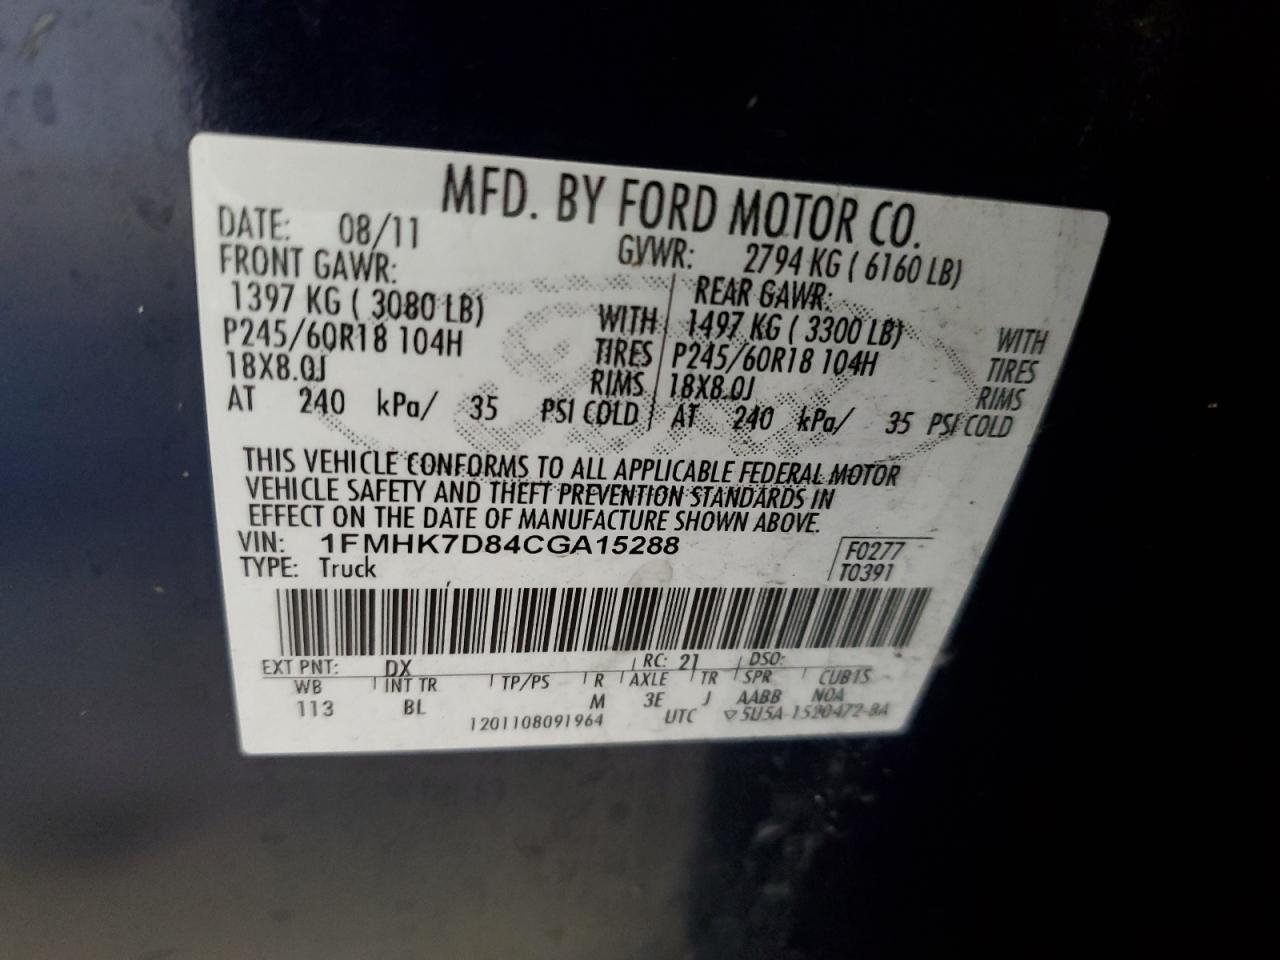 MFD. BY FORD MOTOR CO.
DATE: 08/11 GVWR: 2794 KG ( 6160 LB)
FRONT GAWR: REAR GAWR:
1397 KG ( 3080 LB) WITH 1497 KG ( 3300 LB) WITH
P245/60R18 104H TIRES P245/60R18 104H TIRES
18X8.0J RIMS 18X8.0J RIMS
AT 240 kPa/ 35 PSI COLD AT 240 kPa/ 35 PSI COLD
THIS VEHICLE CONFORMS TO ALL APPLICABLE FEDERAL MOTOR
VEHICLE SAFETY AND THEFT PREVENTION STANDARDS IN
EFFECT ON THE DATE OF MANUFACTURE SHOWN ABOVE.
VIN: 1FMHK7D84CGA15288 F0277
TYPE: Truck T0391
EXT PNT: DX RC: 21 DSO:
WB INT TR TP/PS R AXLE TR SPR CUB1S
113 BL M 3E J AABB NOA
1201108091964 UTC ▽5U5A-1520472-BA